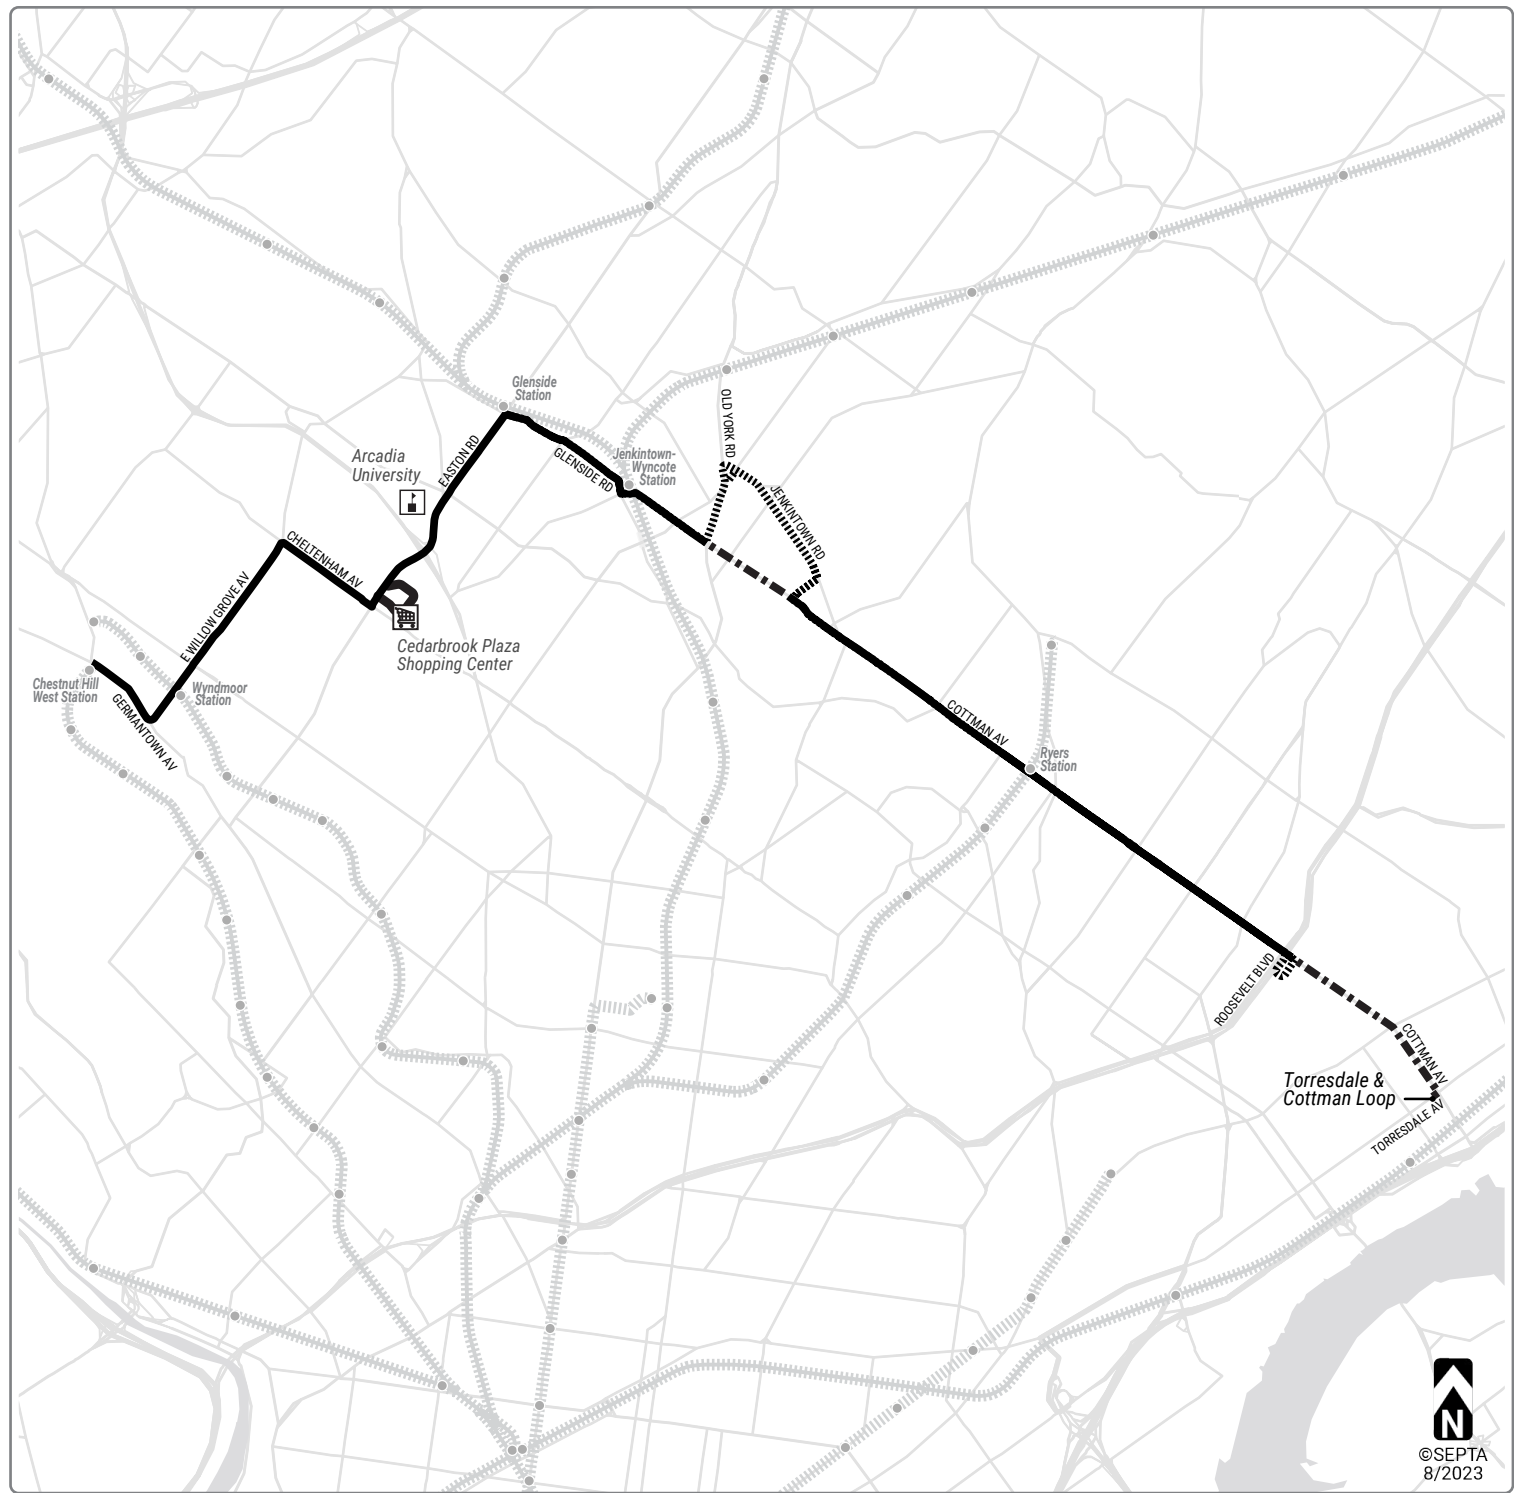 OLD YORK RD
Glenside
Station
Jenkintown-
Wyncote
Station
Arcadia
University
EASTON RD
GLENSIDE RD
JENKINTOWN RD
CHELTENHAM AV
E WILLOW GROVE AV
Cedarbrook Plaza
Shopping Center
Chestnut Hill
West Station
Wyndmoor
Station
GERMANTOWN AV
COTTMAN AV
Ryers
Station
ROOSEVELT BLVD
COTTMAN AV
Torresdale &
Cottman Loop
TORRESDALE AV
N
©SEPTA
8/2023